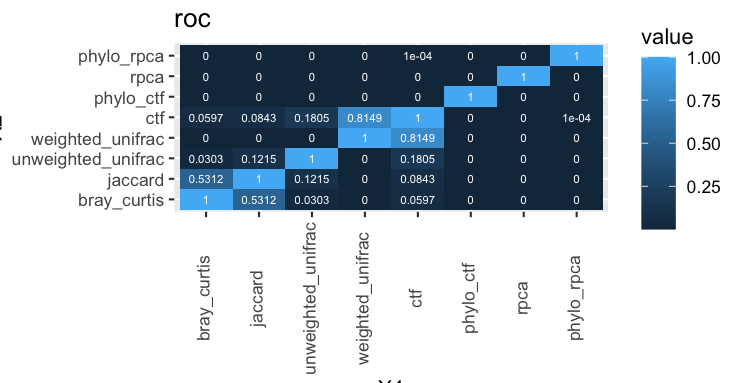 roc
phylo_rpca 0 0 0 0 1e-04 0 0 1
rpca 0 0 0 0 0 0 1 0
phylo_ctf 0 0 0 0 0 1 0 0
ctf 0.0597 0.0843 0.1805 0.8149 1 0 0 1e-04
weighted_unifrac 0 0 0 1 0.8149 0 0 0
unweighted_unifrac 0.0303 0.1215 1 0 0.1805 0 0 0
jaccard 0.5312 1 0.1215 0 0.0843 0 0 0
bray_curtis 1 0.5312 0.0303 0 0.0597 0 0 0
bray_curtis
jaccard
unweighted_unifrac
weighted_unifrac
ctf
phylo_ctf
rpca
phylo_rpca
value
1.00
0.75
0.50
0.25